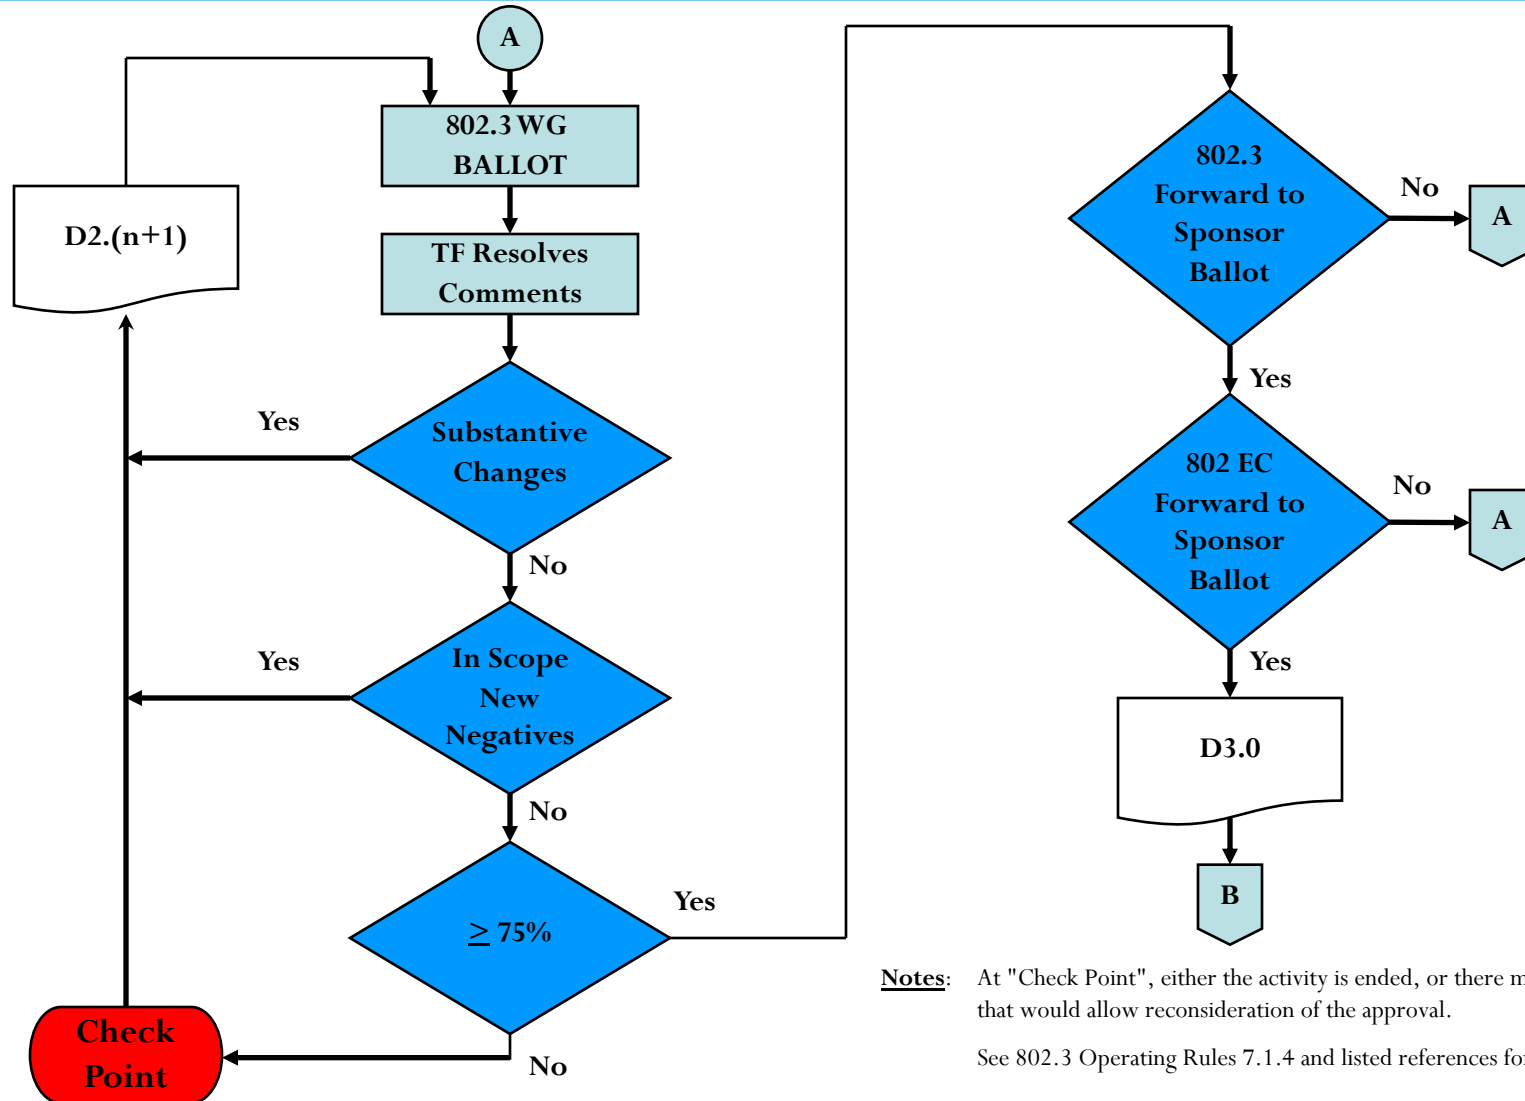 A
802.3 WG
BALLOT
D2.(n+1)
TF Resolves
Comments
Yes
Substantive
Changes
No
Yes
In Scope
New
Negatives
No
≥ 75%
Yes
No
Check
Point
802.3
Forward to
Sponsor
Ballot
No
A
Yes
802 EC
Forward to
Sponsor
Ballot
No
A
Yes
D3.0
B
Notes: At "Check Point", either the activity is ended, or there
that would allow reconsideration of the approval.
See 802.3 Operating Rules 7.1.4 and listed references